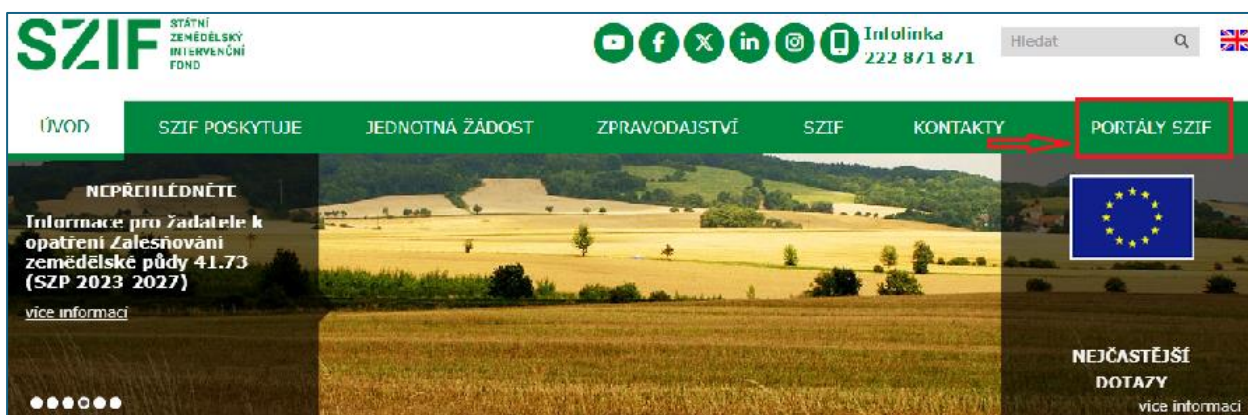 SZIF
STÁTNÍ
ZEMĚDĚLSKÝ
INTERVENČNÍ
FOND
Infolinka
222 871 871
Hledat
ÚVOD
SZIF POSKYTUJE
JEDNOTNÁ ŽÁDOST
ZPRAVODAJSTVÍ
SZIF
KONTAKTY
PORTÁLY SZIF
NEPŘEHLÉDNĚTE
Informace pro žadatele k
opatření Zalesňování
zemědělské půdy 41.73
(SZP 2023-2027)
více informací
NEJČASTĚJŠÍ
DOTAZY
více informací